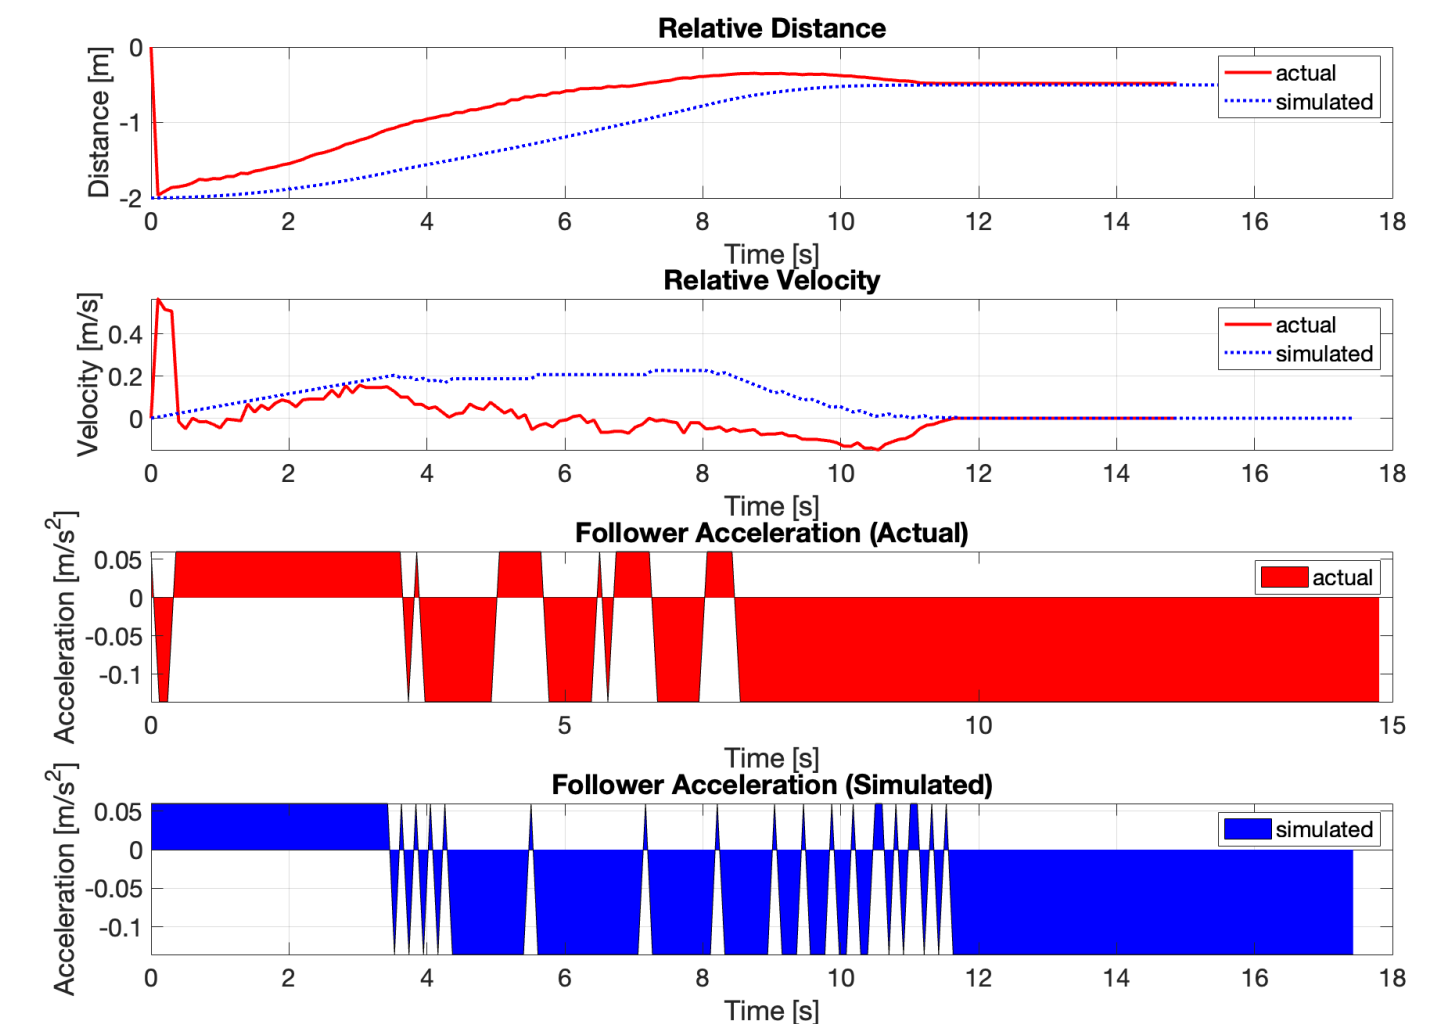 Relative Distance
0
-1
-2
Distance [m]
actual
simulated
0 2 4 6 8 10 12 14 16 18
Time [s]
Relative Velocity
0.4
0.2
0
Velocity [m/s]
actual
simulated
0 2 4 6 8 10 12 14 16 18
Time [s]
Follower Acceleration (Actual)
0.05
0
-0.05
-0.1
Acceleration [m/s²]
actual
0 5 10 15
Time [s]
Follower Acceleration (Simulated)
0.05
0
-0.05
-0.1
Acceleration [m/s²]
simulated
0 2 4 6 8 10 12 14 16 18
Time [s]